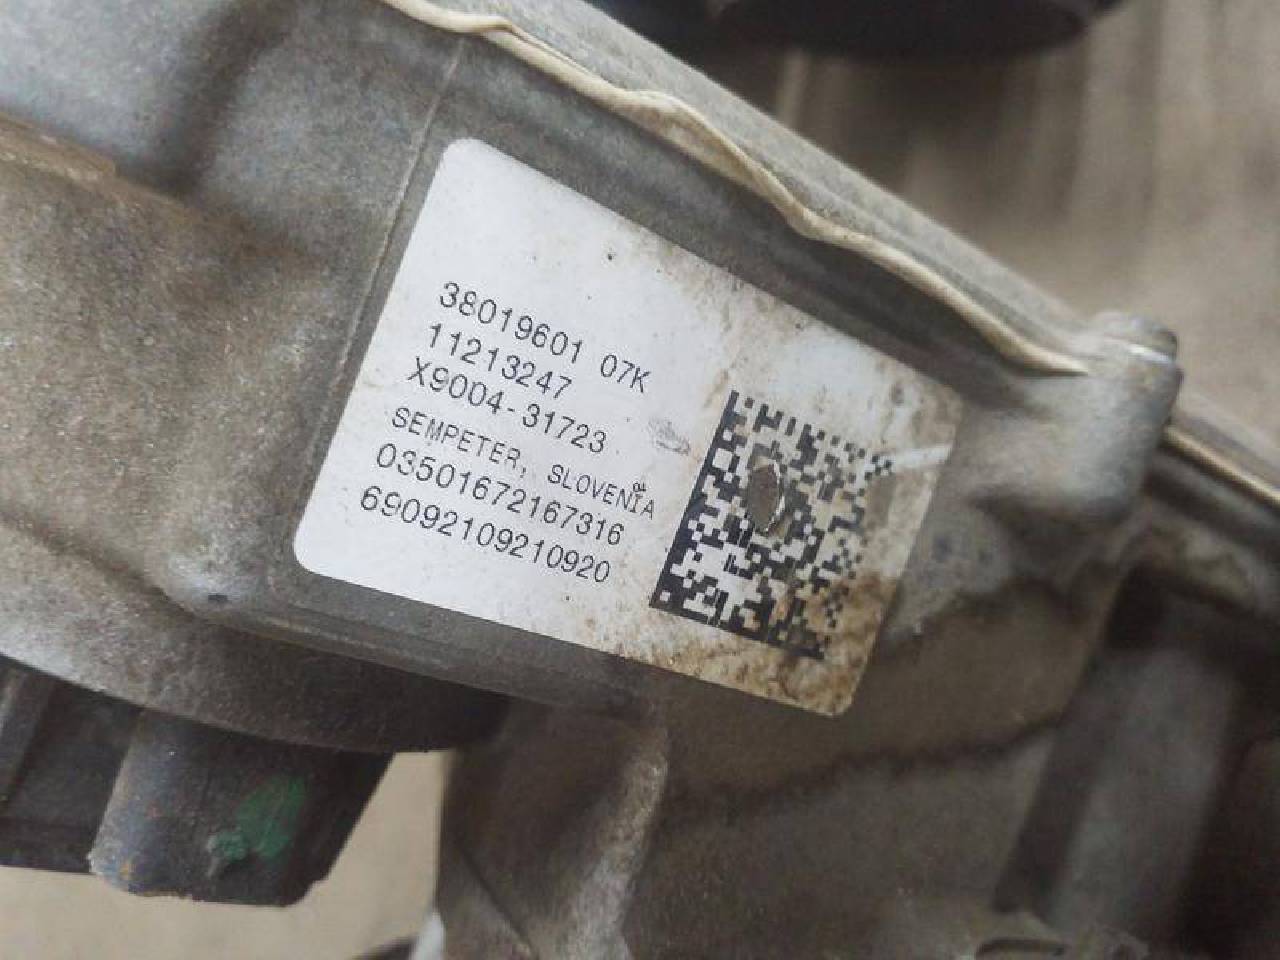 38019601 07K
11213247
X9004-31723
SEMPETER, SLOVENIA
03501672167316
69092109210920